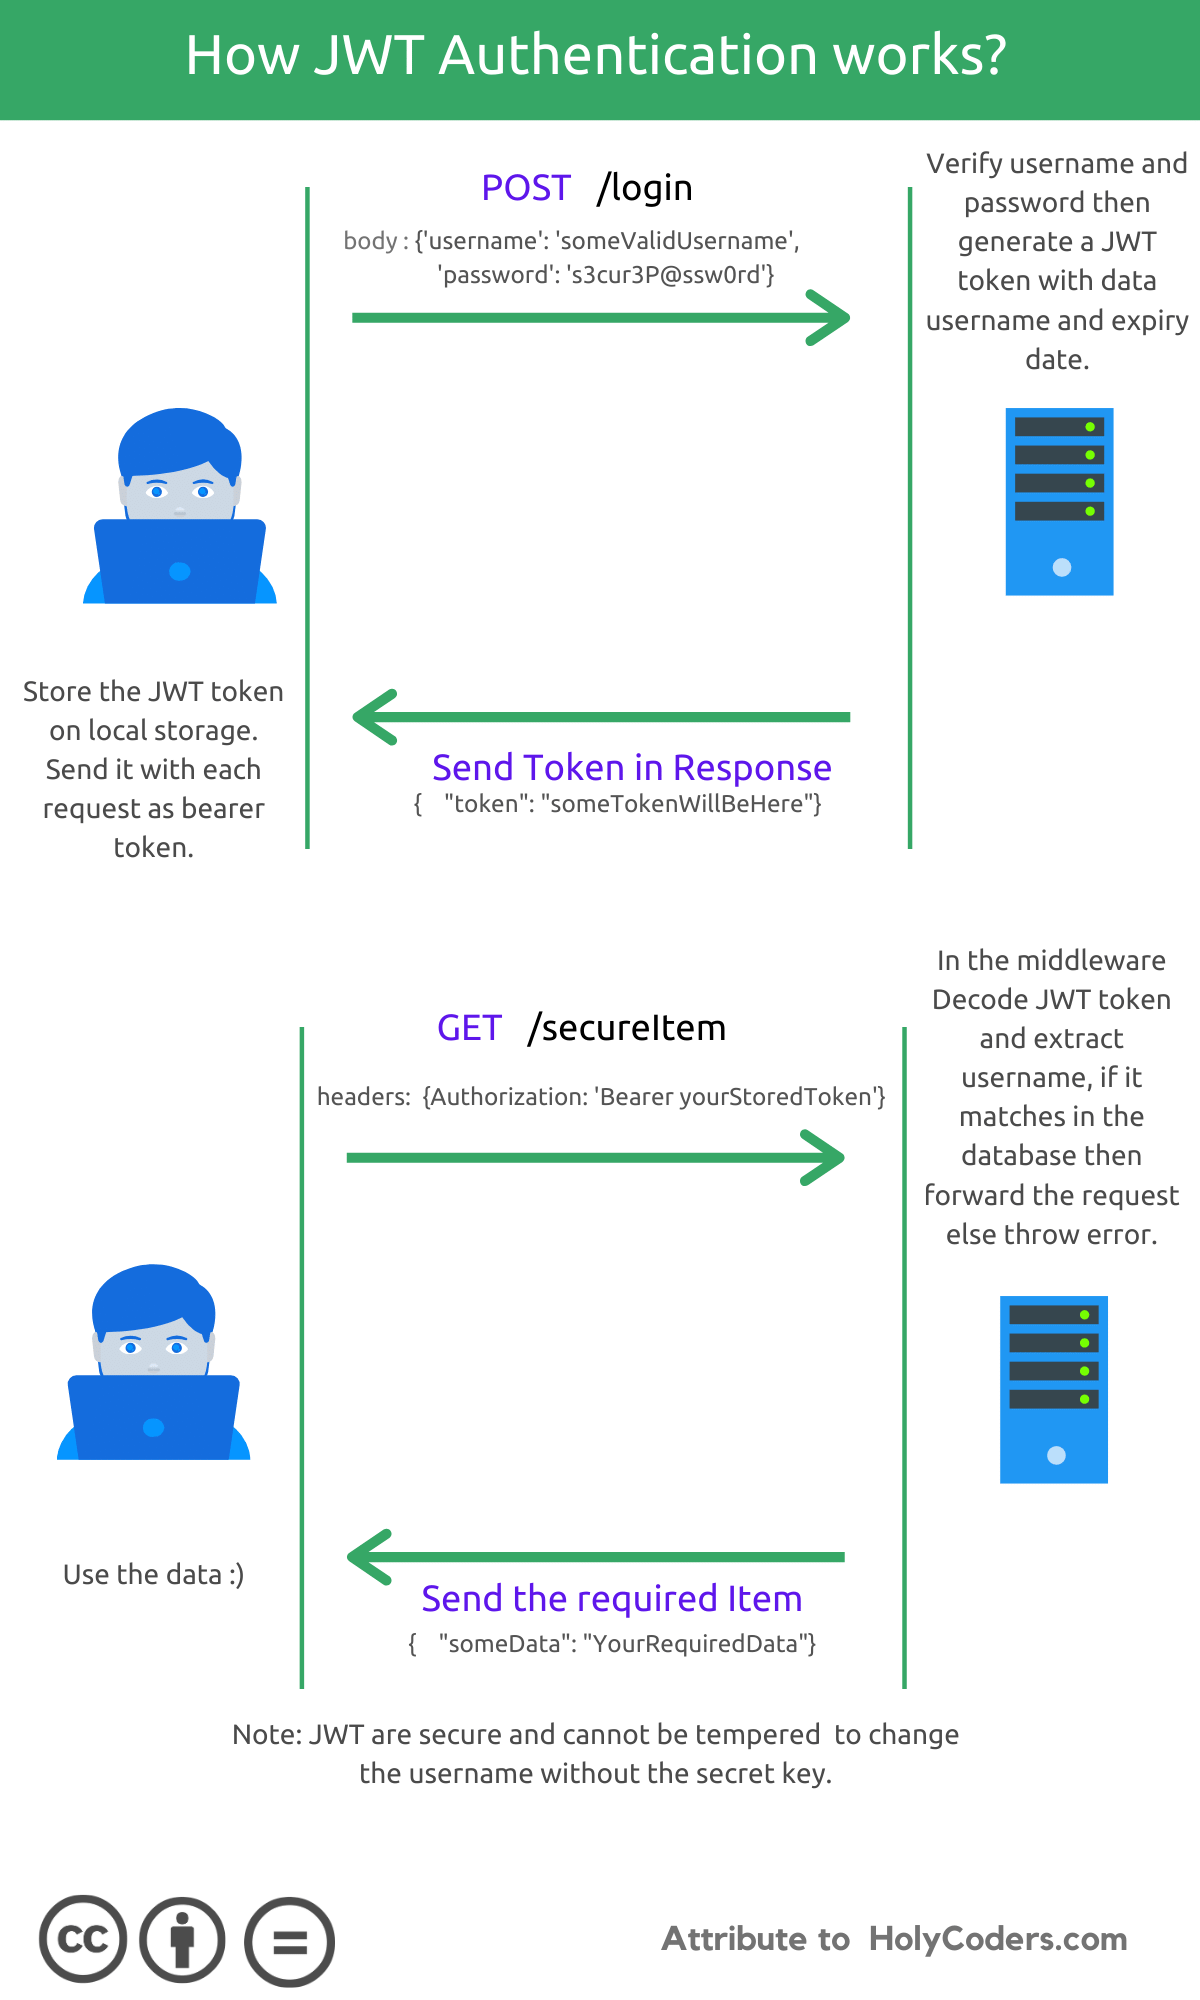 How JWT Authentication works?
POST /login
body : {'username': 'someValidUsername',
'password': 's3cur3P@ssw0rd'}
Verify username and
password then
generate a JWT
token with data
username and expiry
date.
Store the JWT token
on local storage.
Send it with each
request as bearer
token.
Send Token in Response
{ "token": "someTokenWillBeHere"}
GET /secureItem
headers: {Authorization: 'Bearer yourStoredToken'}
In the middleware
Decode JWT token
and extract
username, if it
matches in the
database then
forward the request
else throw error.
Use the data :)
Send the required Item
{ "someData": "YourRequiredData"}
Note: JWT are secure and cannot be tempered to change
the username without the secret key.
cc
Attribute to HolyCoders.com